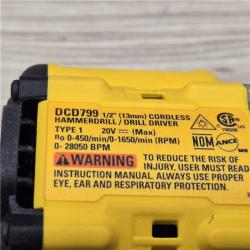 DCD799 1/2" (13mm) CORDLESS
HAMMERDRILL / DRILL DRIVER
TYPE 1 20V ⎓ (Max)
no 0-450/min/0-1650/min (RPM)
0- 28050 BPM
NOM
ANCE
WARNING TO REDUCE THE RISK OF
INJURY, USER MUST READ
INSTRUCTION MANUAL. ALWAYS USE PROPER
EYE, EAR AND RESPIRATORY PROTECTION.